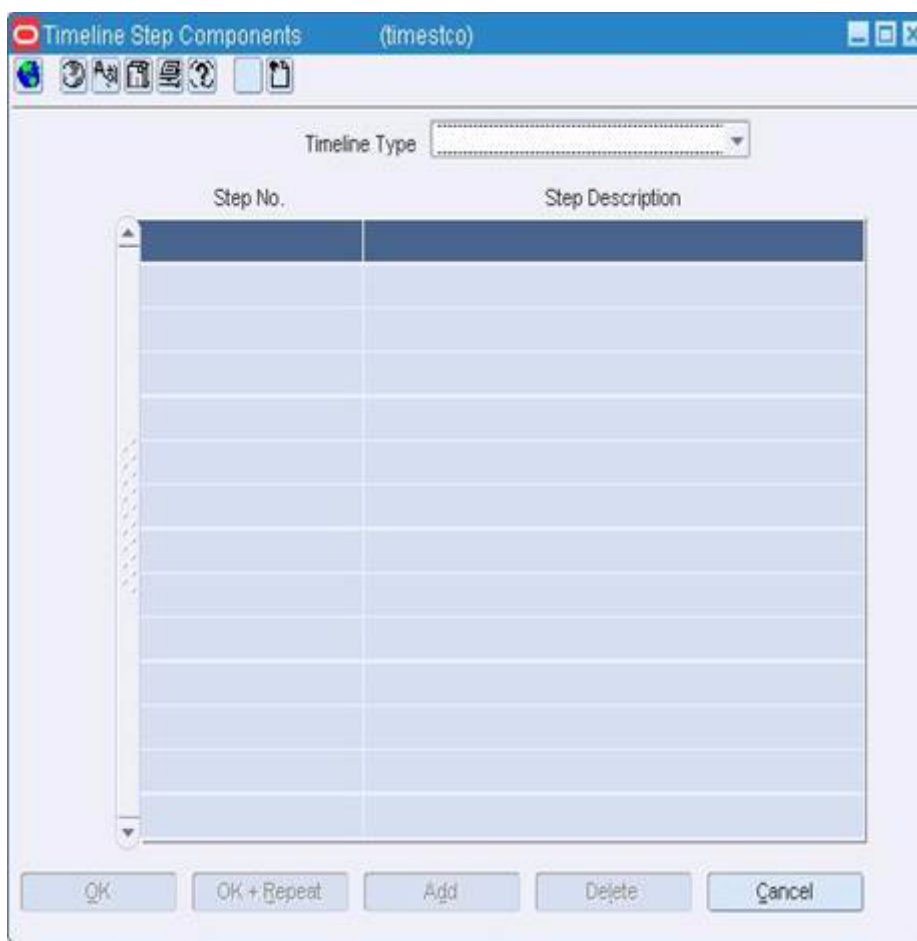 Timeline Step Components (timestco)
Timeline Type
Step No. Step Description
OK OK + Repeat Add Delete Cancel